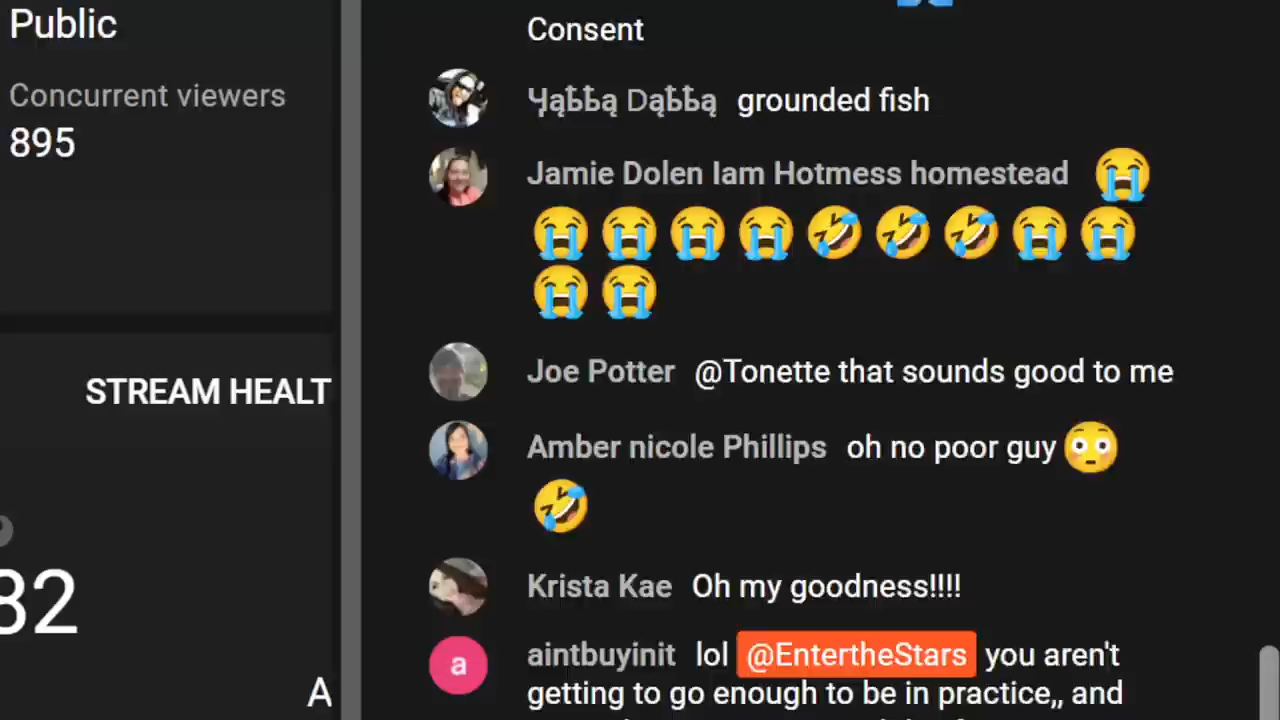 Public
Concurrent viewers
895
STREAM HEALT
82
A
Consent
Ⴗąҍҍą Dąҍҍą grounded fish
Jamie Dolen Iam Hotmess homestead 😭
😭😭😭😭🤣🤣🤣😭😭
😭😭
Joe Potter @Tonette that sounds good to me
Amber nicole Phillips oh no poor guy😳
🤣
Krista Kae Oh my goodness!!!!
a aintbuyinit lol @EntertheStars you aren't
getting to go enough to be in practice,, and